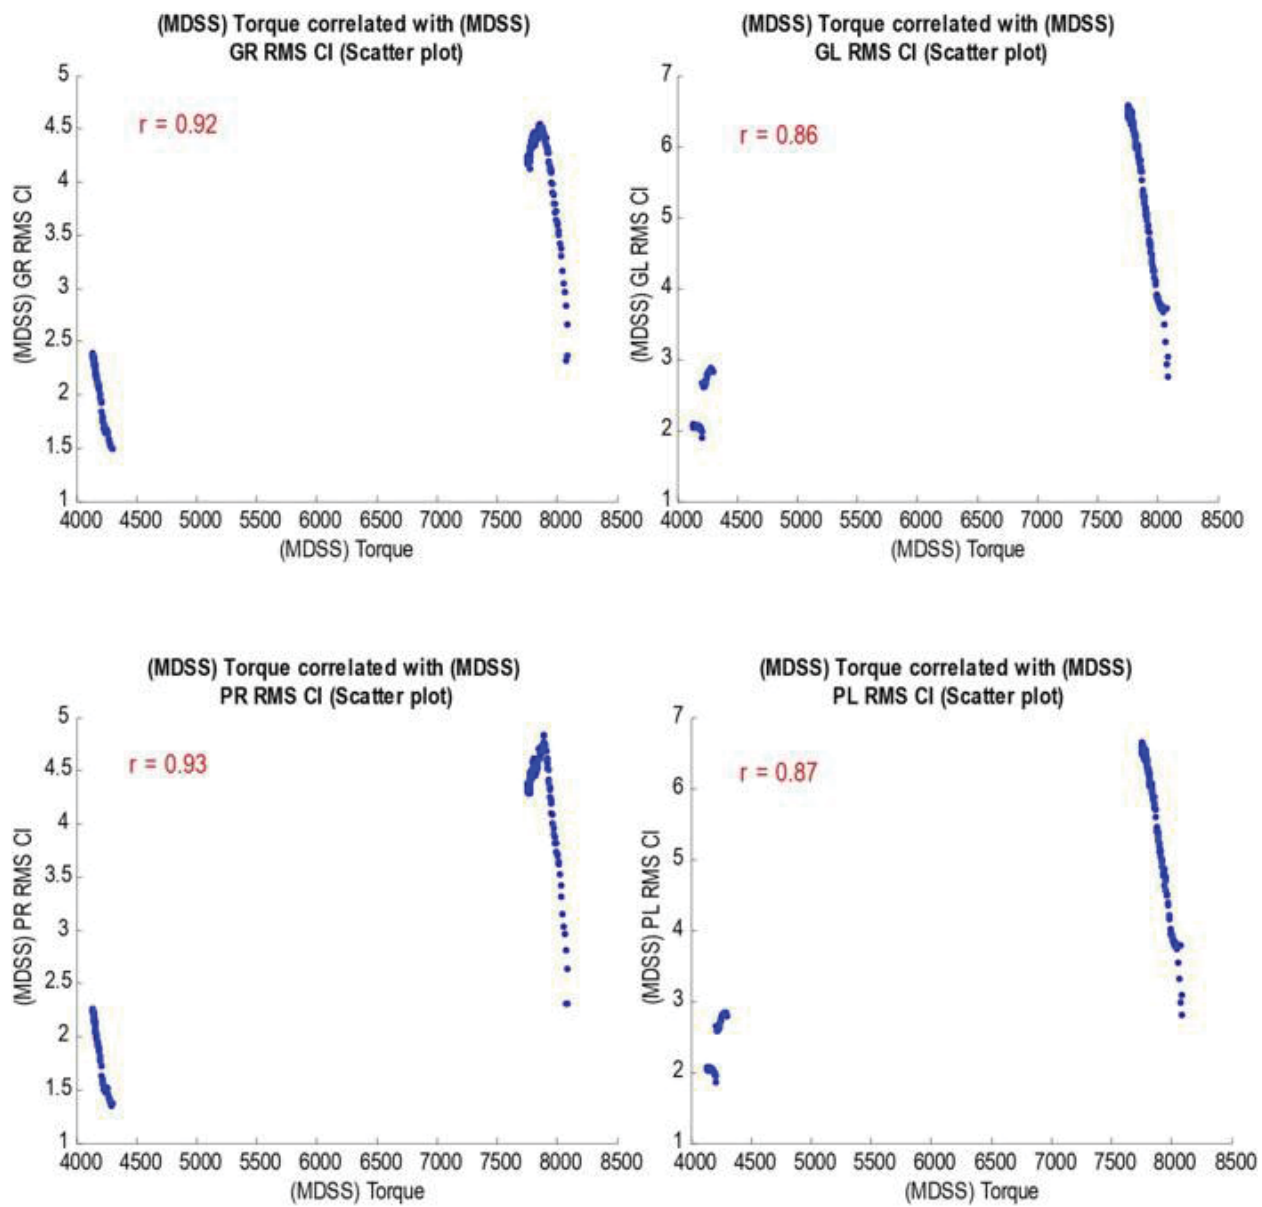 (MDSS) Torque correlated with (MDSS)
GR RMS CI (Scatter plot)
r = 0.92
(MDSS) GR RMS CI
5
4.5
4
3.5
3
2.5
2
1.5
1
4000 4500 5000 5500 6000 6500 7000 7500 8000 8500
(MDSS) Torque
(MDSS) Torque correlated with (MDSS)
GL RMS CI (Scatter plot)
r = 0.86
(MDSS) GL RMS CI
7
6
5
4
3
2
1
4000 4500 5000 5500 6000 6500 7000 7500 8000 8500
(MDSS) Torque
(MDSS) Torque correlated with (MDSS)
PR RMS CI (Scatter plot)
r = 0.93
(MDSS) PR RMS CI
5
4.5
4
3.5
3
2.5
2
1.5
1
4000 4500 5000 5500 6000 6500 7000 7500 8000 8500
(MDSS) Torque
(MDSS) Torque correlated with (MDSS)
PL RMS CI (Scatter plot)
r = 0.87
(MDSS) PL RMS CI
7
6
5
4
3
2
1
4000 4500 5000 5500 6000 6500 7000 7500 8000 8500
(MDSS) Torque